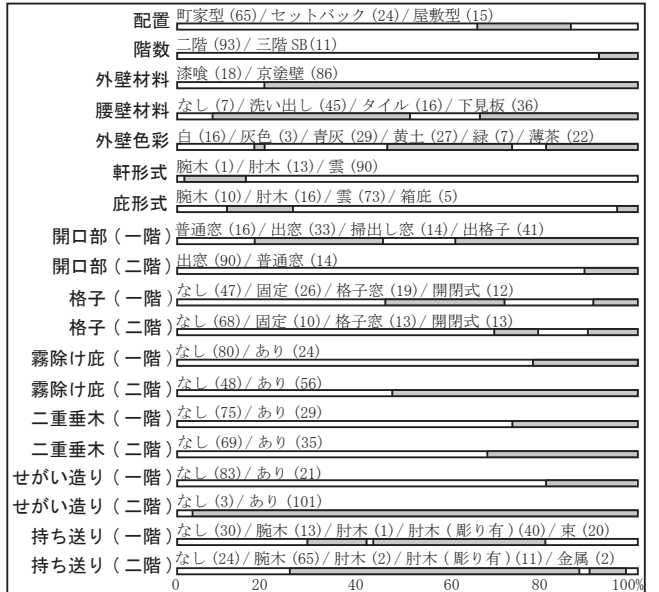 配置 町家型 (65)/ セットバック (24)/ 屋敷型 (15)
階数 二階 (93)/ 三階 SB(11)
外壁材料 漆喰 (18)/ 京塗壁 (86)
腰壁材料 なし (7)/ 洗い出し (45)/ タイル (16)/ 下見板 (36)
外壁色彩 白 (16)/ 灰色 (3)/ 青灰 (29)/ 黄土 (27)/ 緑 (7)/ 薄茶 (22)
軒形式 腕木 (1)/ 肘木 (13)/ 雲 (90)
庇形式 腕木 (10)/ 肘木 (16)/ 雲 (73)/ 箱庇 (5)
開口部 ( 一階 ) 普通窓 (16)/ 出窓 (33)/ 掃出し窓 (14)/ 出格子 (41)
開口部 ( 二階 ) 出窓 (90)/ 普通窓 (14)
格子 ( 一階 ) なし (47)/ 固定 (26)/ 格子窓 (19)/ 開閉式 (12)
格子 ( 二階 ) なし (68)/ 固定 (10)/ 格子窓 (13)/ 開閉式 (13)
霧除け庇 ( 一階 ) なし (80)/ あり (24)
霧除け庇 ( 二階 ) なし (48)/ あり (56)
二重垂木 ( 一階 ) なし (75)/ あり (29)
二重垂木 ( 二階 ) なし (69)/ あり (35)
せがい造り ( 一階 ) なし (83)/ あり (21)
せがい造り ( 二階 ) なし (3)/ あり (101)
持ち送り ( 一階 ) なし (30)/ 腕木 (13)/ 肘木 (1)/ 肘木 ( 彫り有 )(40)/ 束 (20)
持ち送り ( 二階 ) なし (24)/ 腕木 (65)/ 肘木 (2)/ 肘木 ( 彫り有 )(11)/ 金属 (2)
0 20 40 60 80 100%